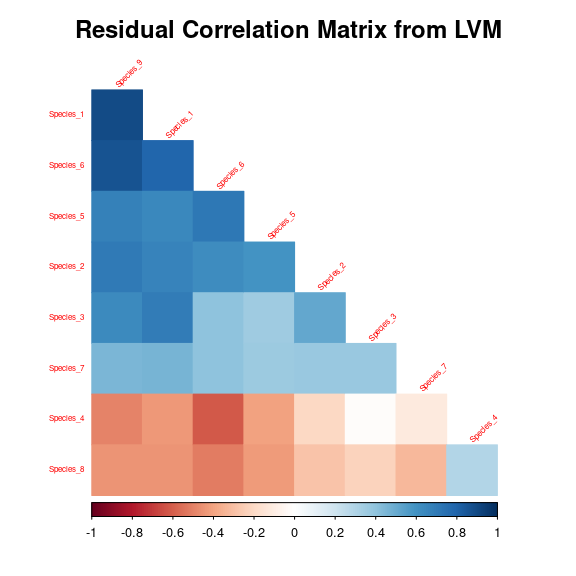 Residual Correlation Matrix from LVM
Species_9
Species_1
Species_1
Species_6
Species_6
Species_5
Species_5
Species_2
Species_2
Species_3
Species_3
Species_7
Species_7
Species_4
Species_4
Species_8
-1 -0.8 -0.6 -0.4 -0.2 0 0.2 0.4 0.6 0.8 1